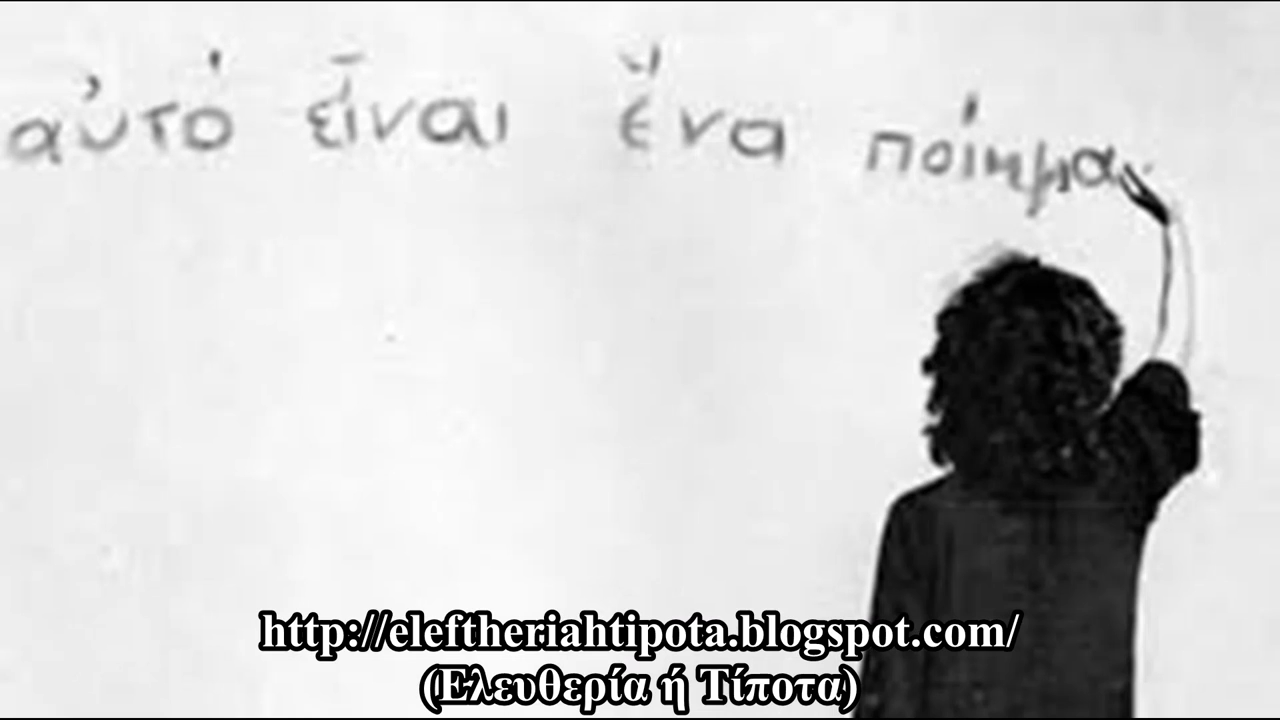 αὐτό εἶναι ἕνα ποίημα
http://eleftheriahtipota.blogspot.com/
(Ελευθερία ή Τίποτα)